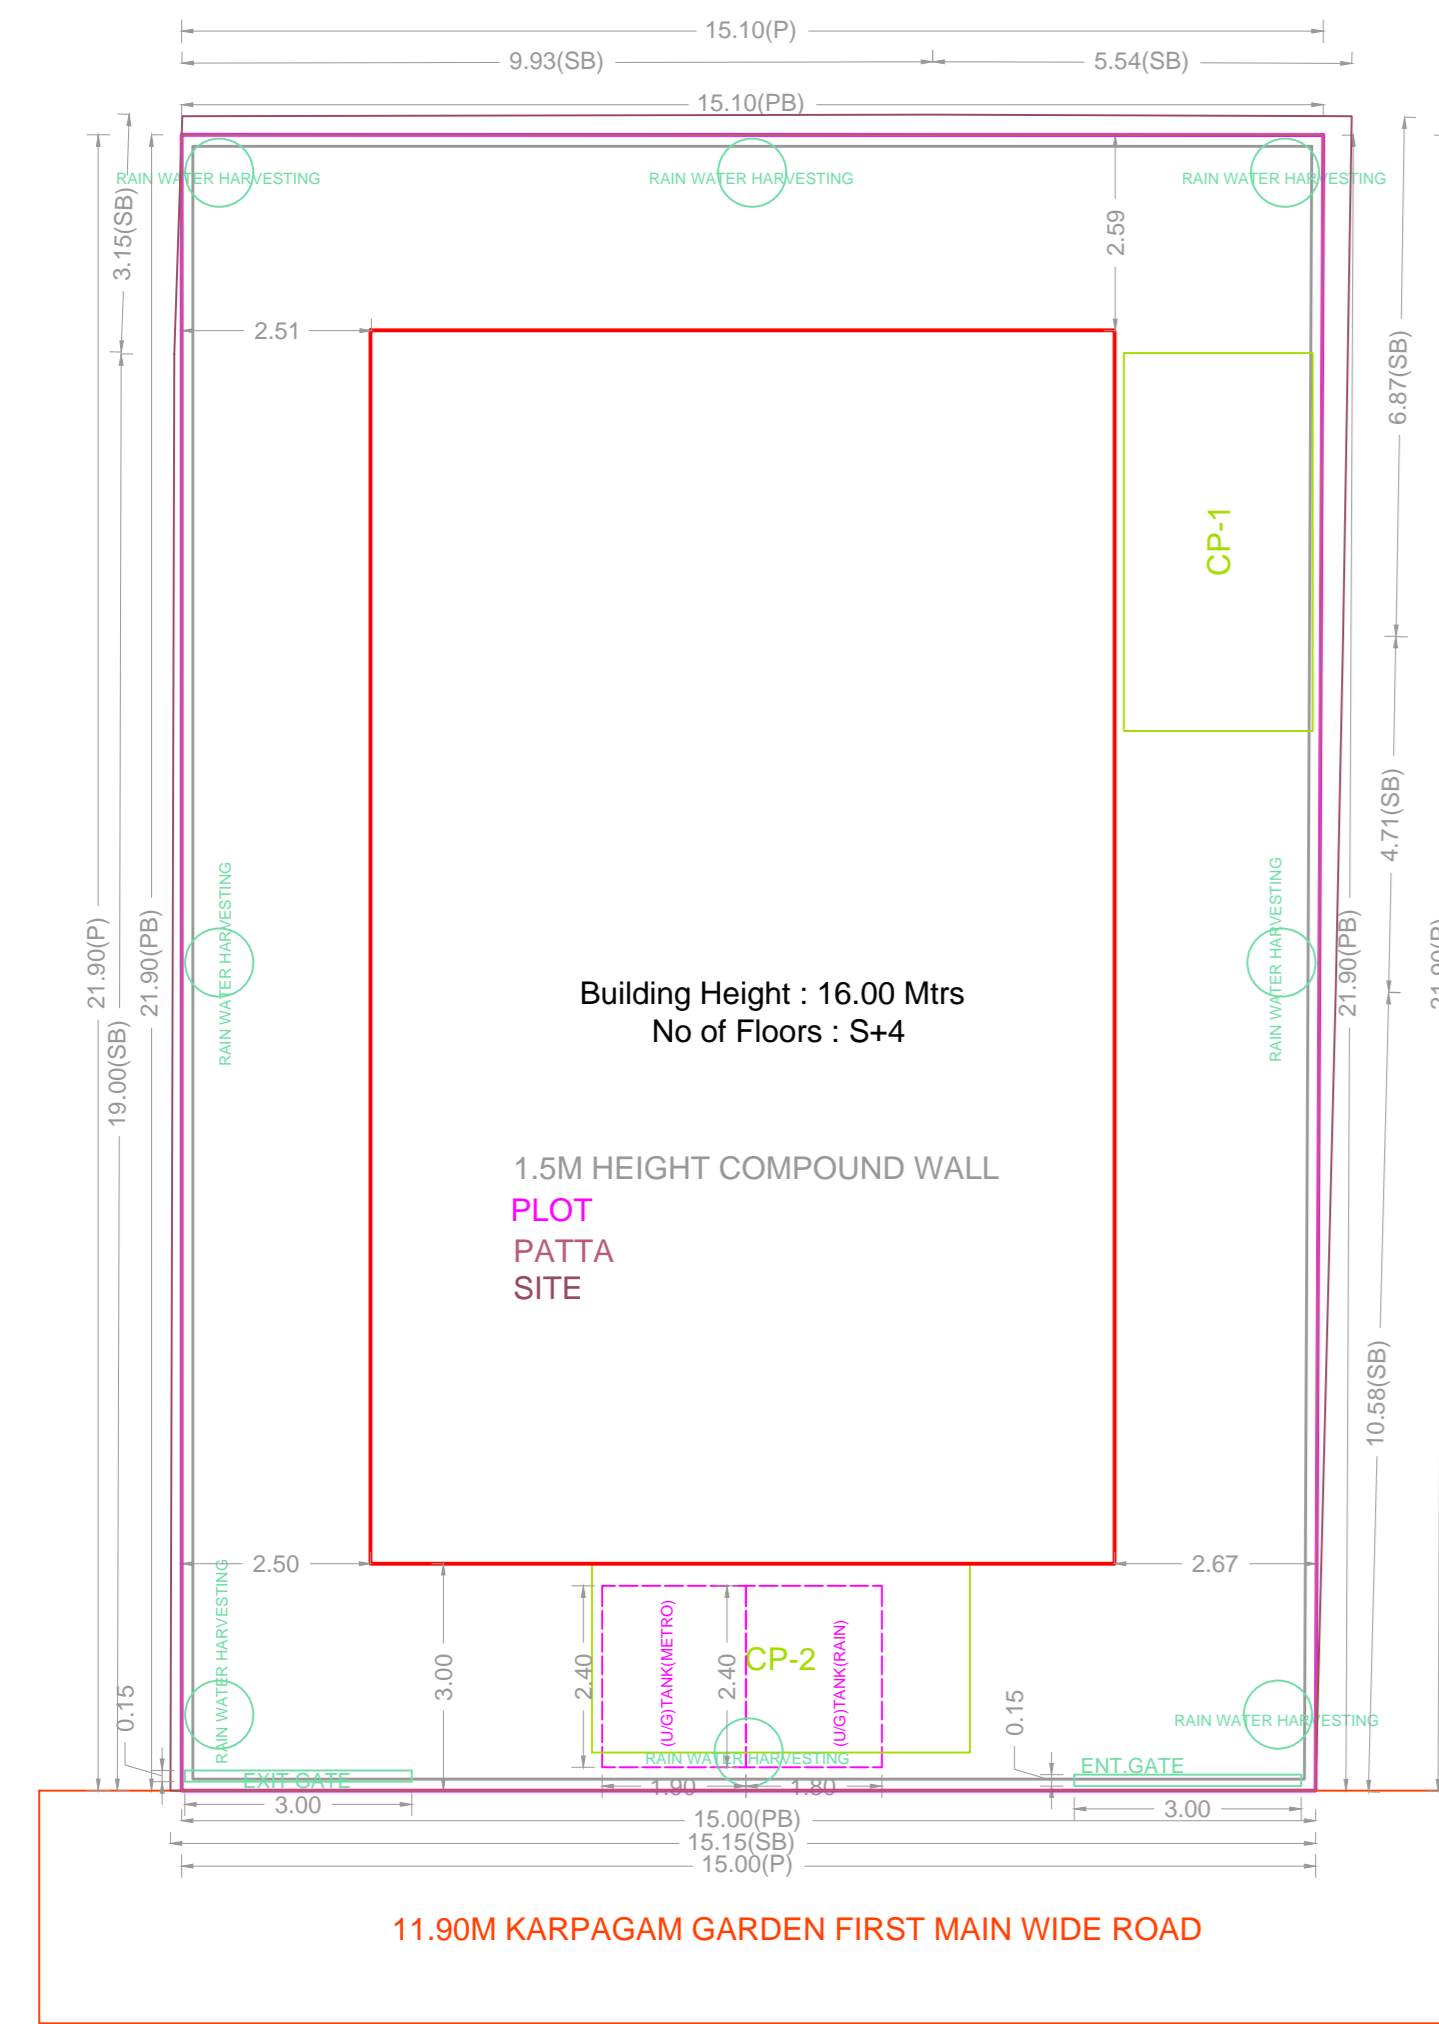 15.10(P)
9.93(SB)
5.54(SB)
15.10(PB)
RAIN WATER HARVESTING
RAIN WATER HARVESTING
RAIN WATER HARVESTING
3.15(SB)
2.59
2.51
6.87(SB)
CP-1
4.71(SB)
RAIN WATER HARVESTING
RAIN WATER HARVESTING
21.90(P)
21.90(PB)
19.00(SB)
21.90(PB)
21.90(P)
Building Height : 16.00 Mtrs
No of Floors : S+4
1.5M HEIGHT COMPOUND WALL
PLOT
PATTA
SITE
10.58(SB)
2.50
2.67
RAIN WATER HARVESTING
3.00
2.40
(U/G)TANK(METRO)
2.40
CP-2
(U/G)TANK(RAIN)
0.15
0.15
RAIN WATER HARVESTING
RAIN WATER HARVESTING
ENT.GATE
EXIT GATE
1.90
1.80
3.00
3.00
15.00(PB)
15.15(SB)
15.00(P)
11.90M KARPAGAM GARDEN FIRST MAIN WIDE ROAD